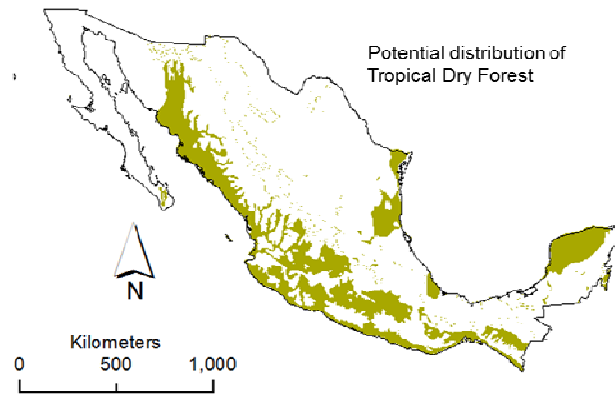 Potential distribution of
Tropical Dry Forest
N
Kilometers
0 500 1,000